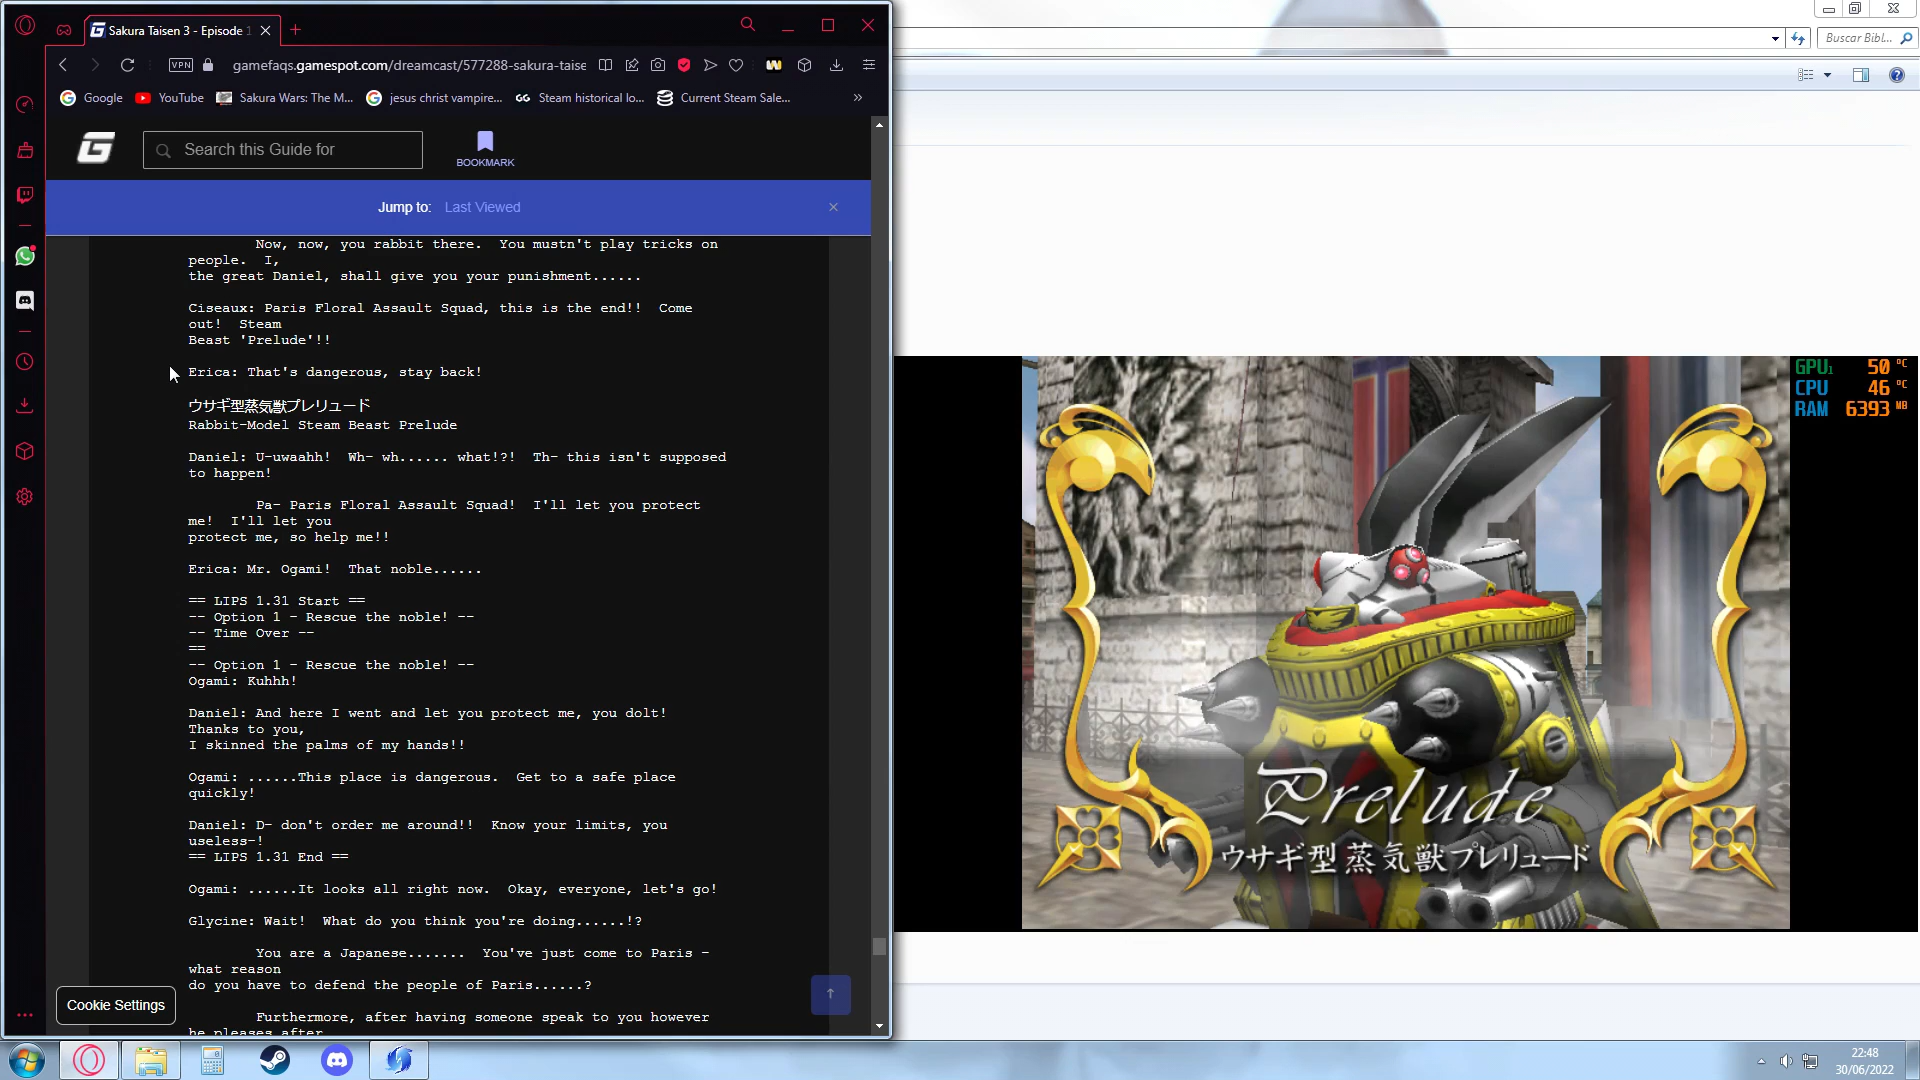 Sakura Taisen 3 - Episode 1
VPN
gamefaqs.gamespot.com/dreamcast/577288-sakura-taise
Google
YouTube
Sakura Wars: The M...
jesus christ vampire...
Steam historical lo...
Current Steam Sale...
»
Search this Guide for
BOOKMARK
Jump to: Last Viewed
Now, now, you rabbit there. You mustn't play tricks on
people. I,
the great Daniel, shall give you your punishment......
Ciseaux: Paris Floral Assault Squad, this is the end!! Come
out! Steam
Beast 'Prelude'!!
Erica: That's dangerous, stay back!
ウサギ型蒸気獣プレリュード
Rabbit-Model Steam Beast Prelude
Daniel: U-uwaahh! Wh- wh...... what!?! Th- this isn't supposed
to happen!
Pa- Paris Floral Assault Squad! I'll let you protect
me! I'll let you
protect me, so help me!!
Erica: Mr. Ogami! That noble......
== LIPS 1.31 Start ==
-- Option 1 - Rescue the noble! --
-- Time Over --
==
-- Option 1 - Rescue the noble! --
Ogami: Kuhhh!
Daniel: And here I went and let you protect me, you dolt!
Thanks to you,
I skinned the palms of my hands!!
Ogami: ......This place is dangerous. Get to a safe place
quickly!
Daniel: D- don't order me around!! Know your limits, you
useless-!
== LIPS 1.31 End ==
Ogami: ......It looks all right now. Okay, everyone, let's go!
Glycine: Wait! What do you think you're doing......!?
You are a Japanese....... You've just come to Paris -
what reason
do you have to defend the people of Paris......?
Furthermore, after having someone speak to you however
he pleases after
Cookie Settings
Buscar Bibl...
GPU1 50 °C
CPU 46 °C
RAM 6393 MB
Prelude
ウサギ型蒸気獣プレリュード
22:48
30/06/2022